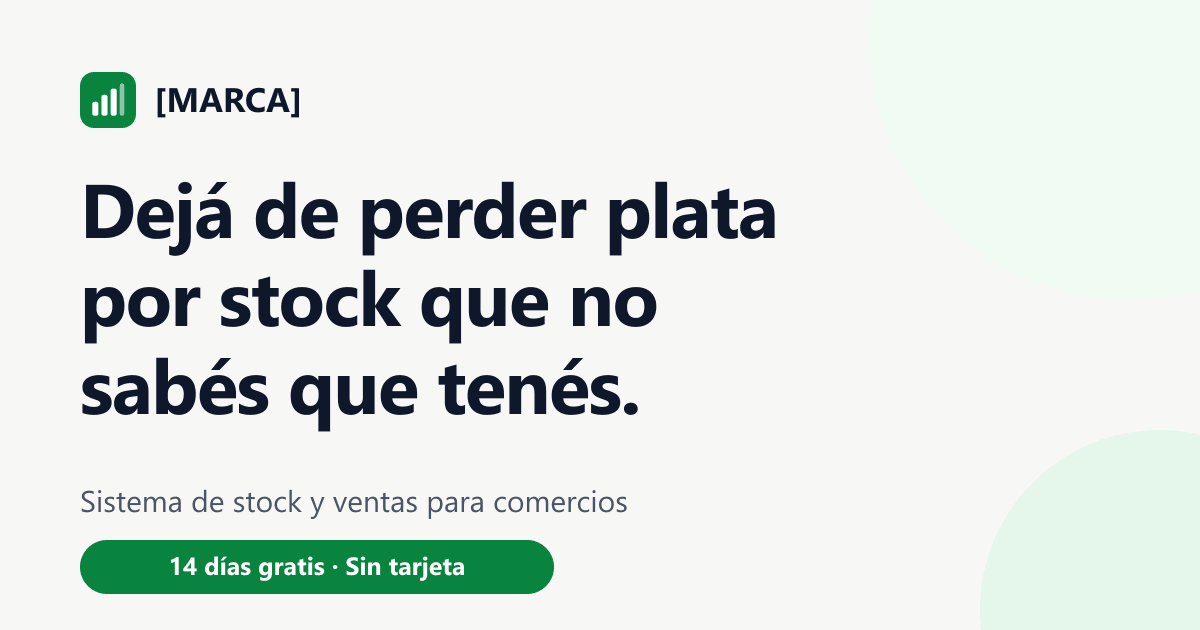 [MARCA]
Dejá de perder plata
por stock que no
sabés que tenés.
Sistema de stock y ventas para comercios
14 días gratis · Sin tarjeta